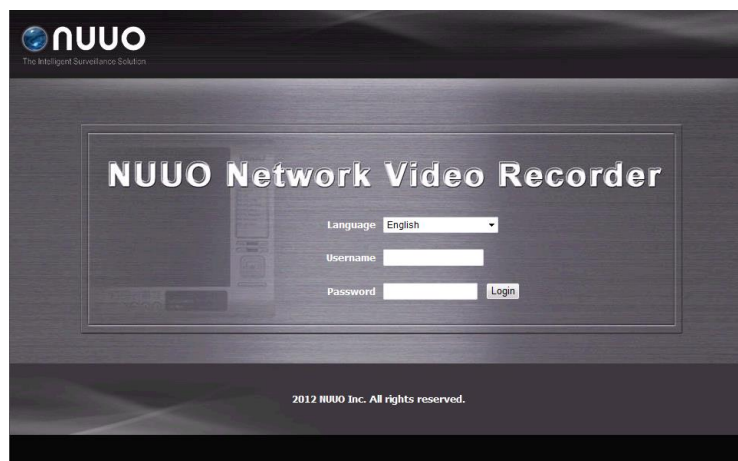 nuuo
The Intelligent Surveillance Solution
NUUO Network Video Recorder
Language English
Username
Password Login
2012 NUUO Inc. All rights reserved.